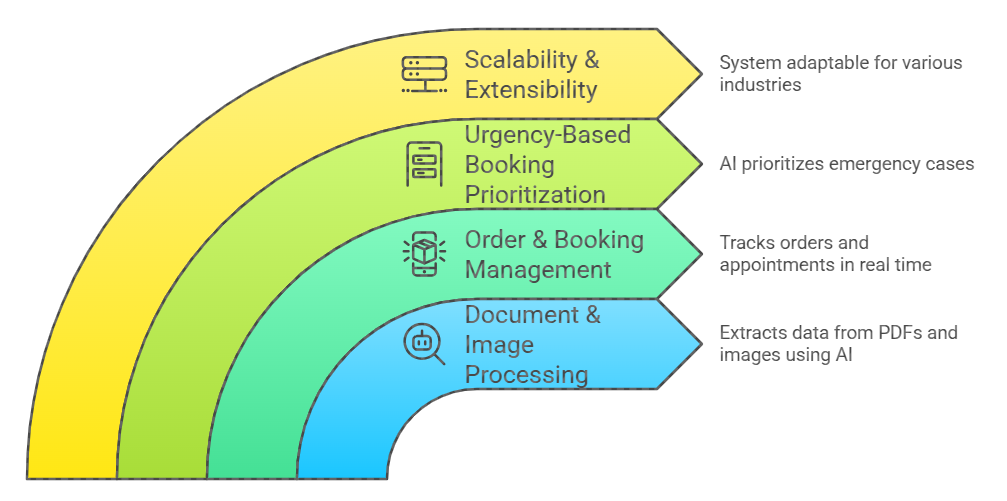 Scalability &
Extensibility
System adaptable for various
industries
Urgency-Based
Booking
Prioritization
AI prioritizes emergency cases
Order & Booking
Management
Tracks orders and
appointments in real time
Document &
Image
Processing
Extracts data from PDFs and
images using AI